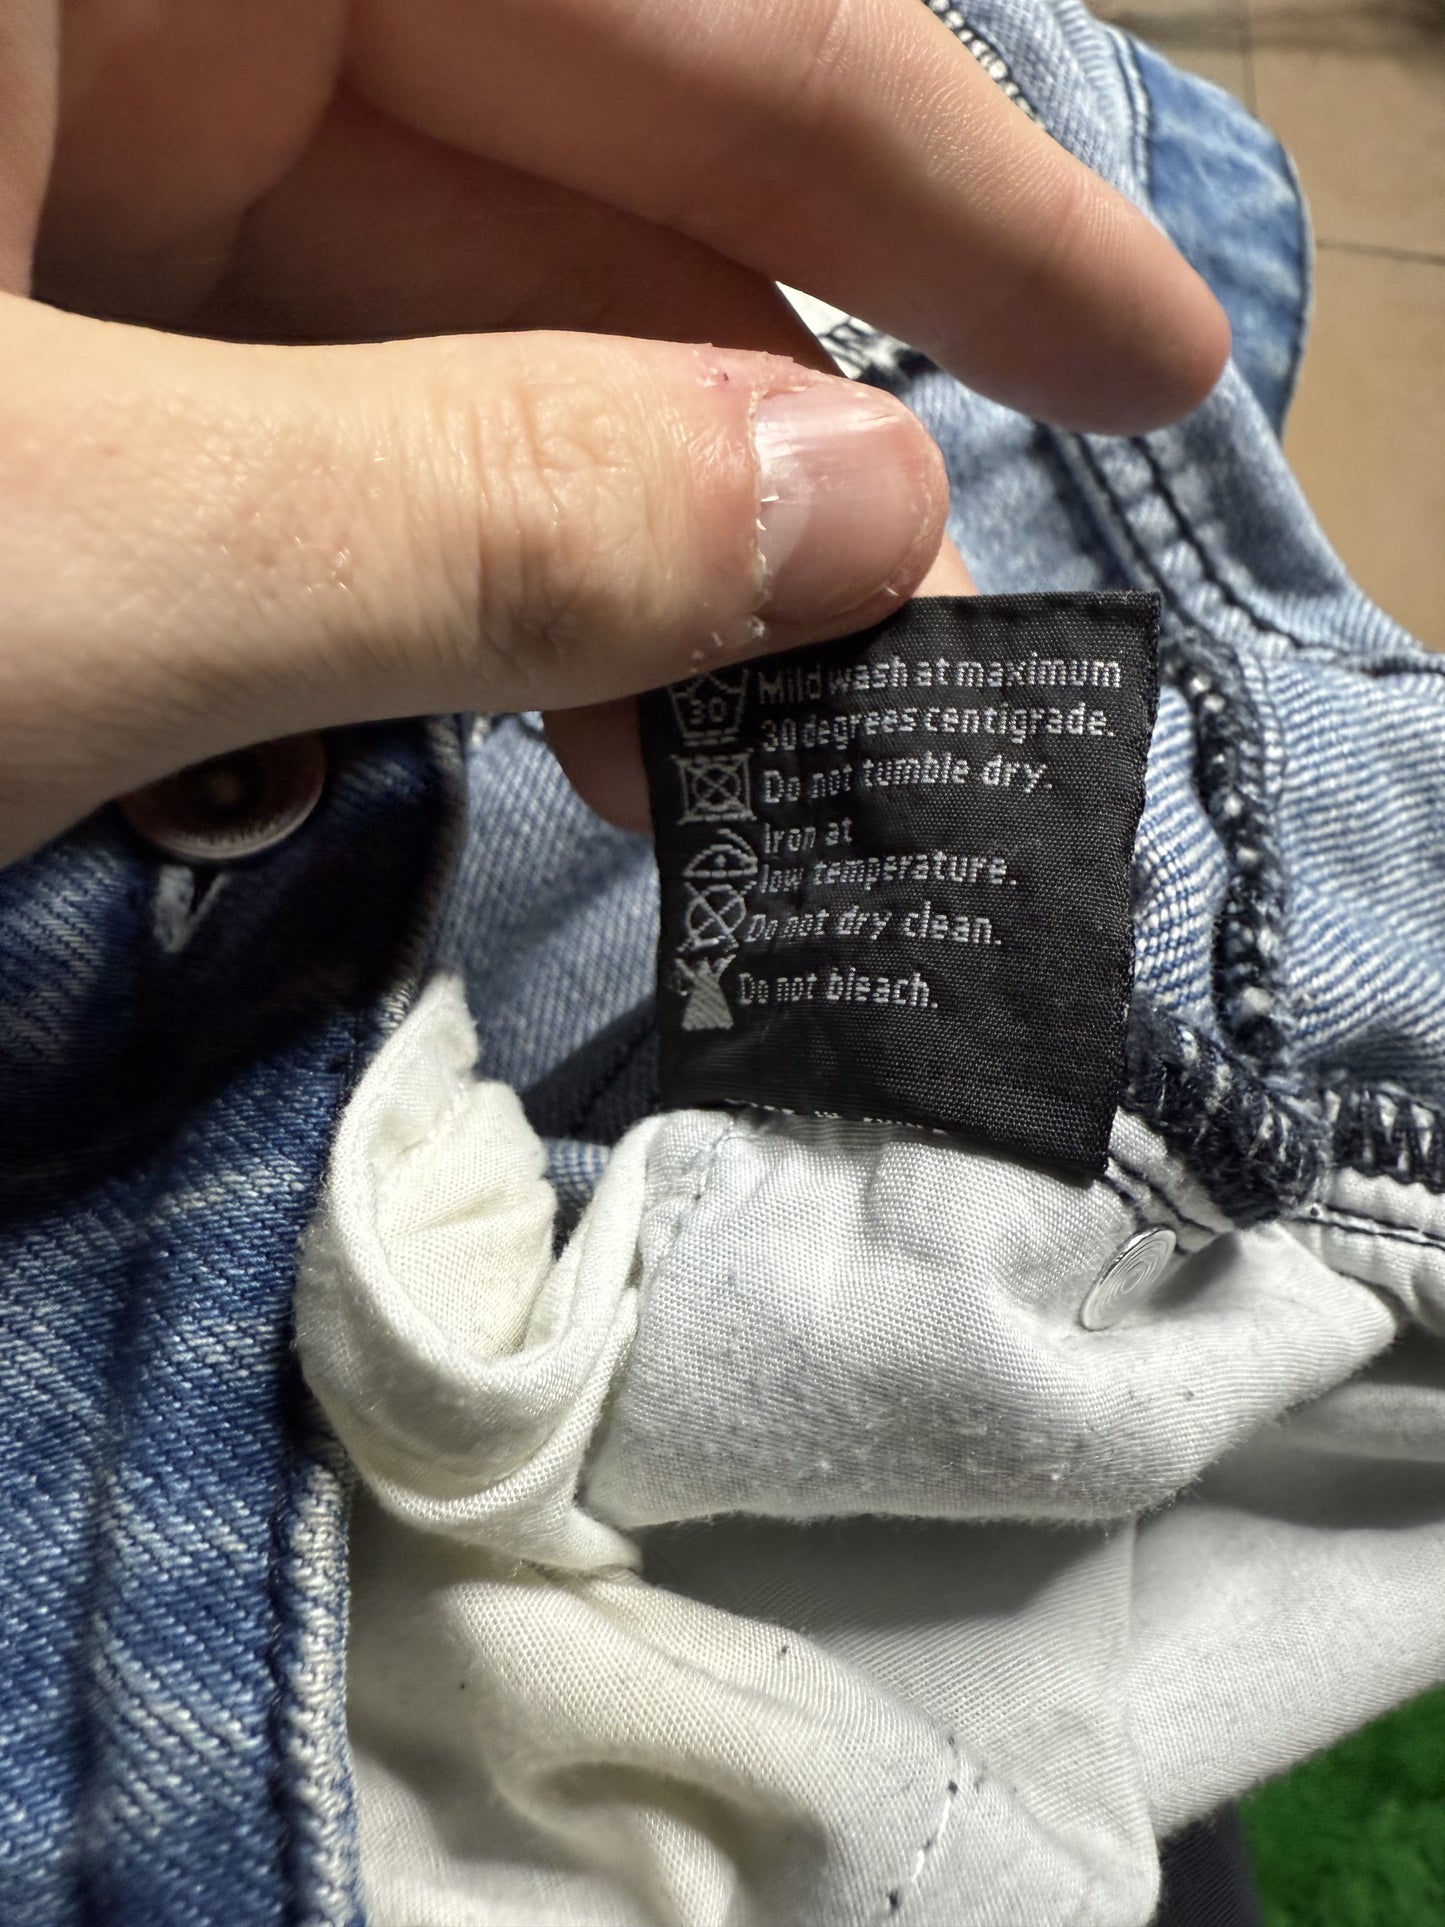 30 Mild wash at maximum
30 degrees centigrade.
Do not tumble dry.
Iron at
low temperature.
Do not dry clean.
Do not bleach.